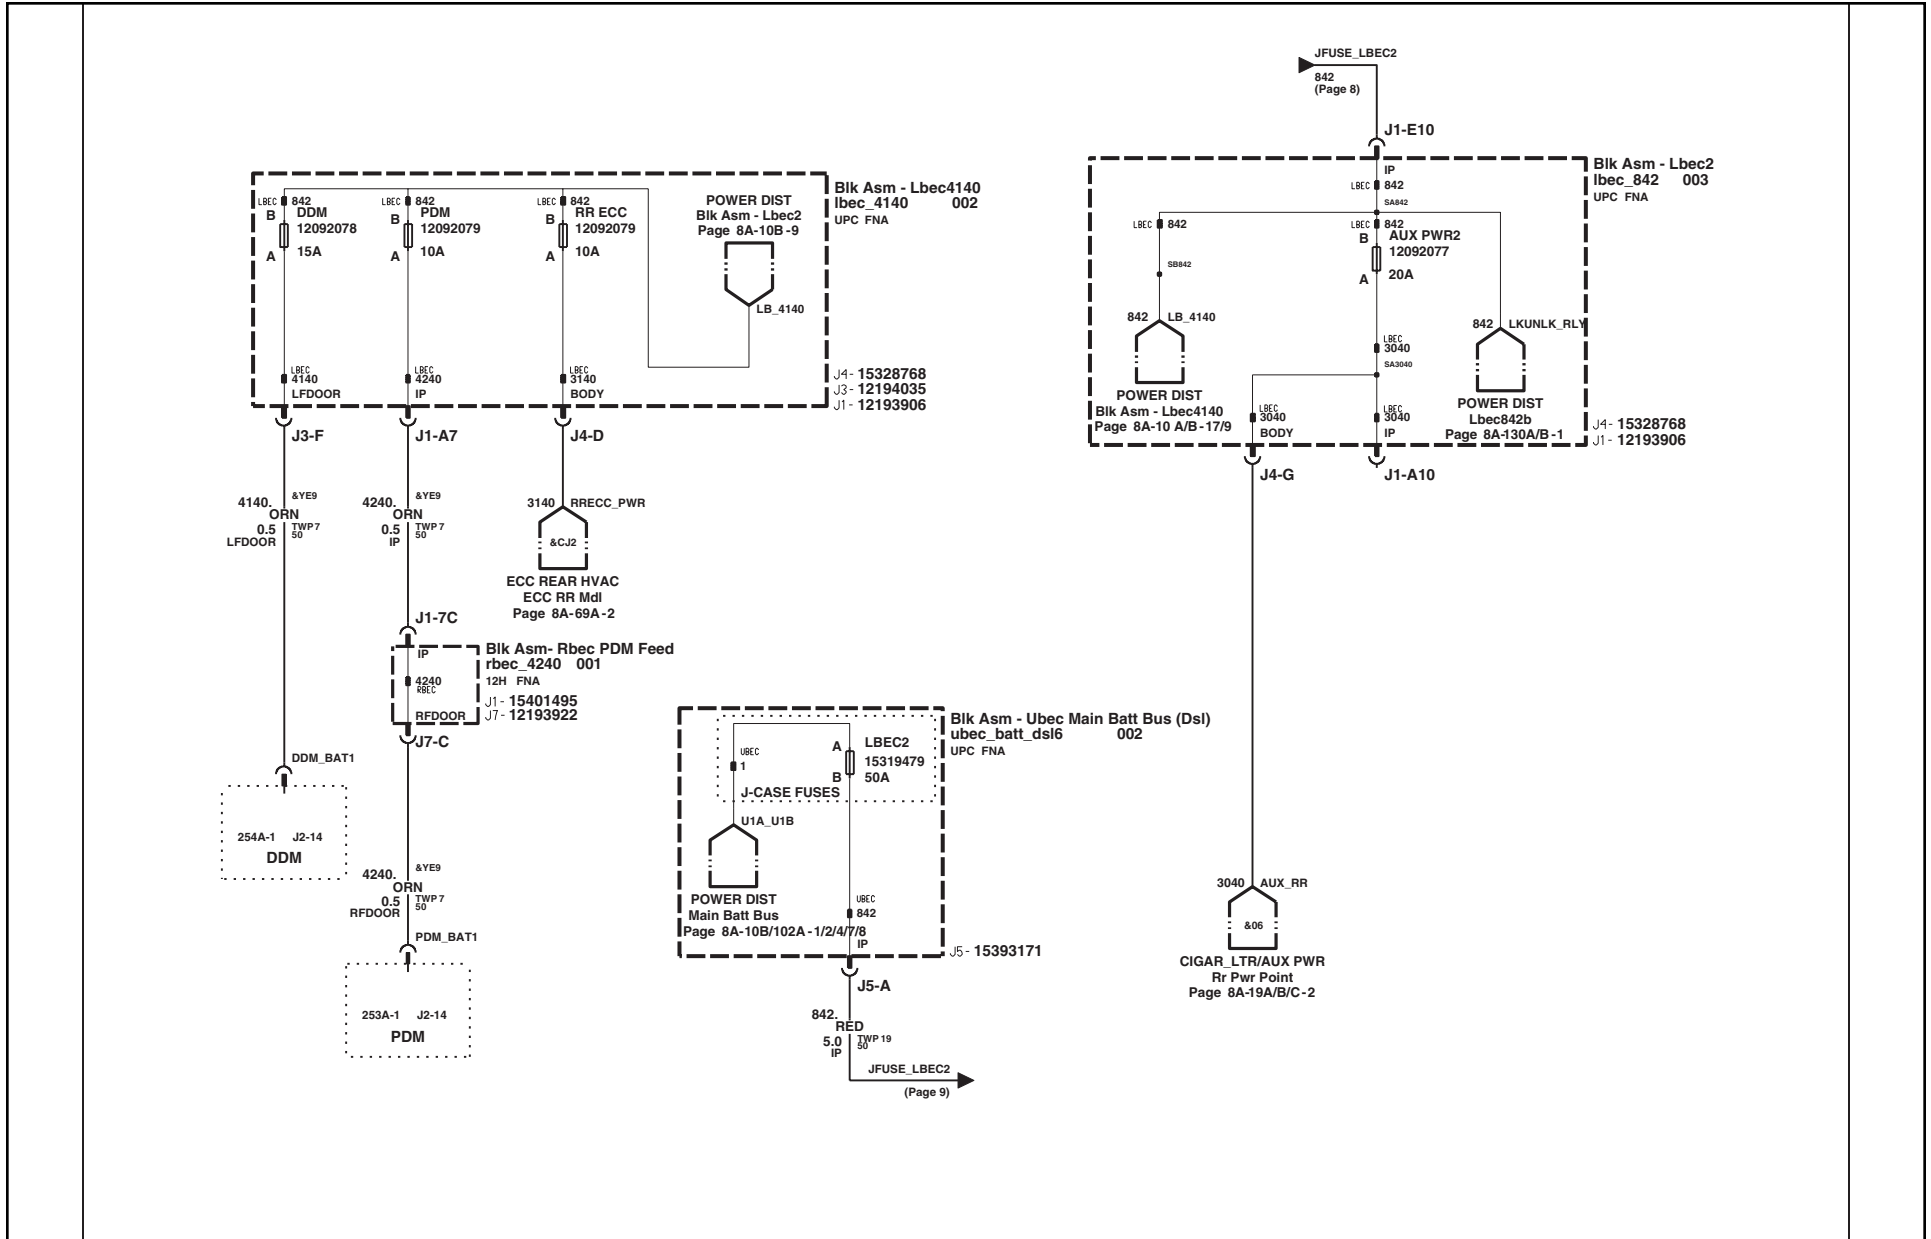 JFUSE_LBEC2
842
(Page 8)
J1-E10
Blk Asm - Lbec4140
lbec_4140 002
UPC FNA
LBEC 842
B DDM
12092078
A 15A
LBEC 842
B PDM
12092079
A 10A
LBEC 842
B RR ECC
12092079
A 10A
POWER DIST
Blk Asm - Lbec2
Page 8A-10B-9
LB_4140
LBEC
4140
LFDOOR
LBEC
4240
IP
LBEC
3140
BODY
J4- 15328768
J3- 12194035
J1- 12193906
J3-F
J1-A7
J4-D
4140. &YE9
ORN
0.5 TWP 7
50
LFDOOR
4240. &YE9
ORN
0.5 TWP 7
50
IP
3140 RRECC_PWR
&CJ2
ECC REAR HVAC
ECC RR Mdl
Page 8A-69A-2
J1-7C
IP
4240
RBEC
RFDOOR
Blk Asm- Rbec PDM Feed
rbec_4240 001
12H FNA
J1- 15401495
J7- 12193922
J7-C
DDM_BAT1
254A-1 J2-14
DDM
4240. &YE9
ORN
0.5 TWP 7
50
RFDOOR
PDM_BAT1
253A-1 J2-14
PDM
Blk Asm - Ubec Main Batt Bus (Dsl)
ubec_batt_dsl6 002
UPC FNA
UBEC
1
A LBEC2
15319479
B 50A
J-CASE FUSES
U1A_U1B
POWER DIST
Main Batt Bus
Page 8A-10B/102A-1/2/4/7/8
UBEC
842
IP
J5- 15393171
J5-A
842.
RED
5.0 TWP 19
50
IP
JFUSE_LBEC2
(Page 9)
Blk Asm - Lbec2
lbec_842 003
UPC FNA
IP
LBEC 842
SA842
LBEC 842
SB842
LBEC 842
B AUX PWR2
12092077
A 20A
842 LB_4140
842 LKUNLK_RLY
LBEC
3040
SA3040
POWER DIST
Blk Asm - Lbec4140
Page 8A-10 A/B-17/9
LBEC
3040
BODY
LBEC
3040
IP
POWER DIST
Lbec842b
Page 8A-130A/B-1
J4- 15328768
J1- 12193906
J4-G
J1-A10
3040 AUX_RR
&06
CIGAR_LTR/AUX PWR
Rr Pwr Point
Page 8A-19A/B/C-2